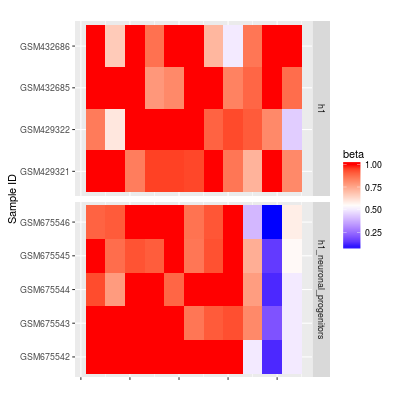 GSM432686
GSM432685
GSM429322
GSM429321
h1
GSM675546
GSM675545
GSM675544
GSM675543
GSM675542
h1_neuronal_progenitors
Sample ID
beta
1.00
0.75
0.50
0.25